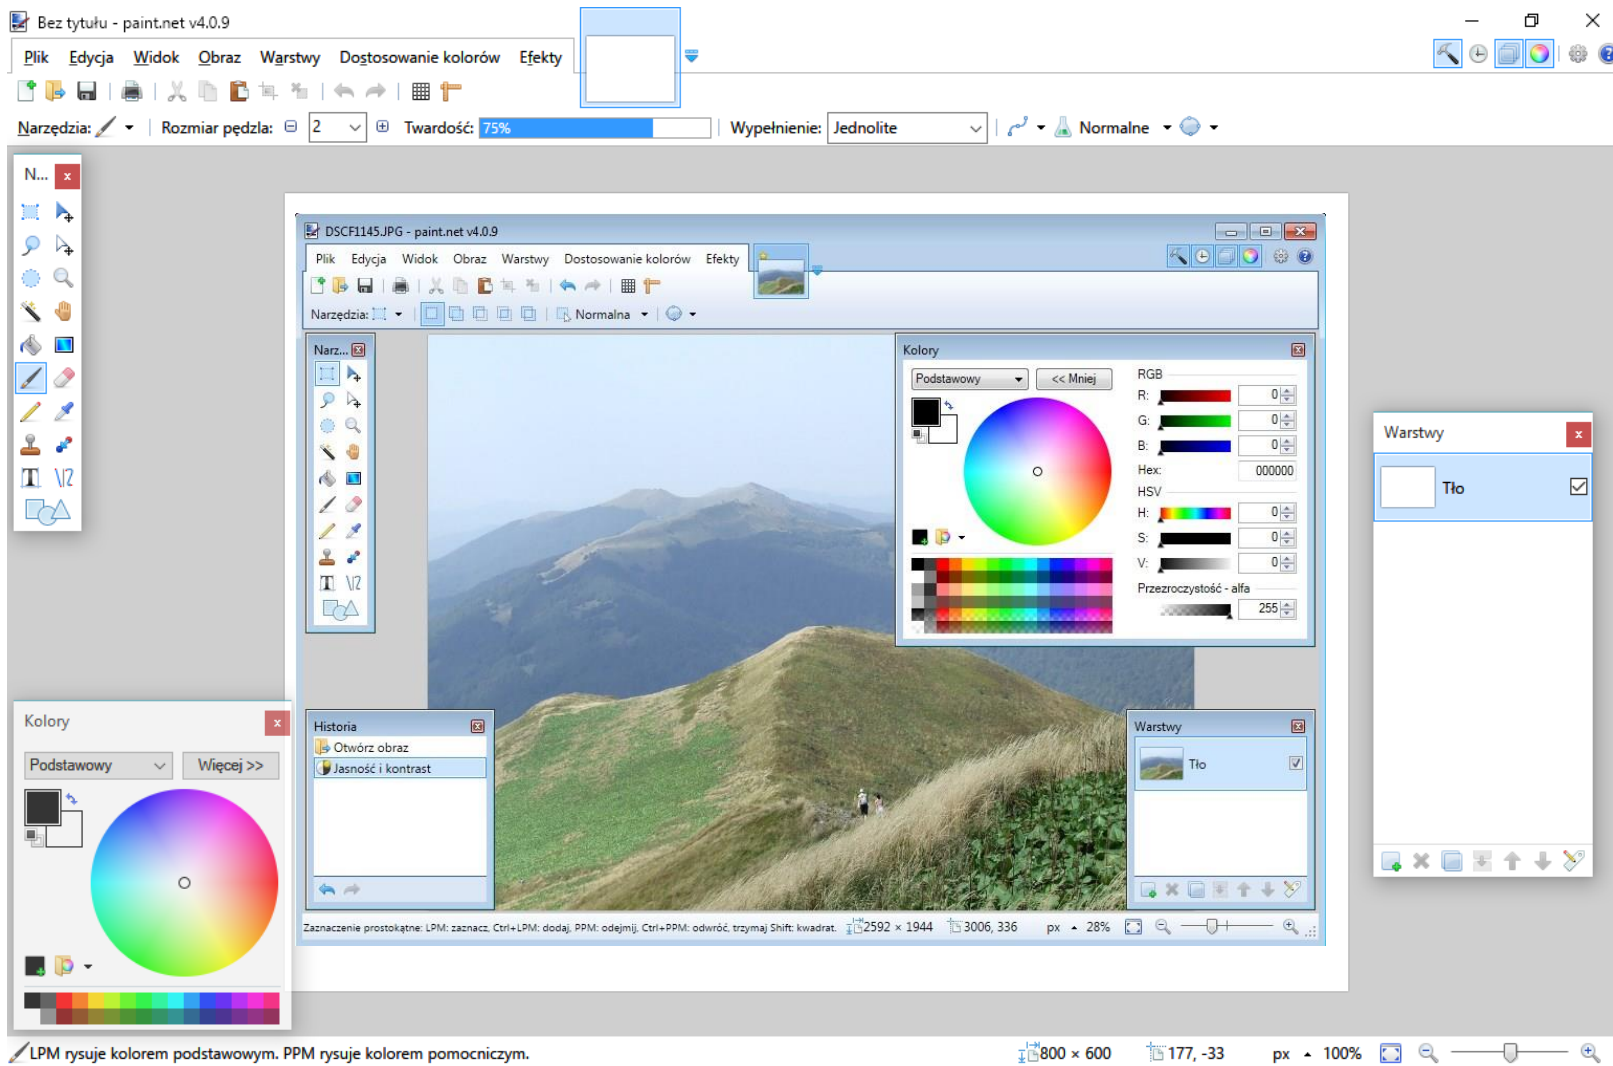 Bez tytułu - paint.net v4.0.9
Plik Edycja Widok Obraz Warstwy Dostosowanie kolorów Efekty
Narzędzia: Rozmiar pędzla: 2 Twardość: 75% Wypełnienie: Jednolite Normalne
N...
DSCF1145.JPG - paint.net v4.0.9
Plik Edycja Widok Obraz Warstwy Dostosowanie kolorów Efekty
Narzędzia: Normalna
Narz...
Kolory
Podstawowy << Mniej
RGB
R: 0
G: 0
B: 0
Hex: 000000
HSV
H: 0
S: 0
V: 0
Przezroczystość - alfa
255
Historia
Otwórz obraz
Jasność i kontrast
Warstwy
Tło
Zaznaczenie prostokątne: LPM: zaznacz, Ctrl+LPM: dodaj, PPM: odejmij, Ctrl+PPM: odwróć, trzymaj Shift: kwadrat. 2592 × 1944 3006, 336 px 28%
Warstwy
Tło
Kolory
Podstawowy Więcej >>
LPM rysuje kolorem podstawowym. PPM rysuje kolorem pomocniczym. 800 × 600 177, -33 px 100%